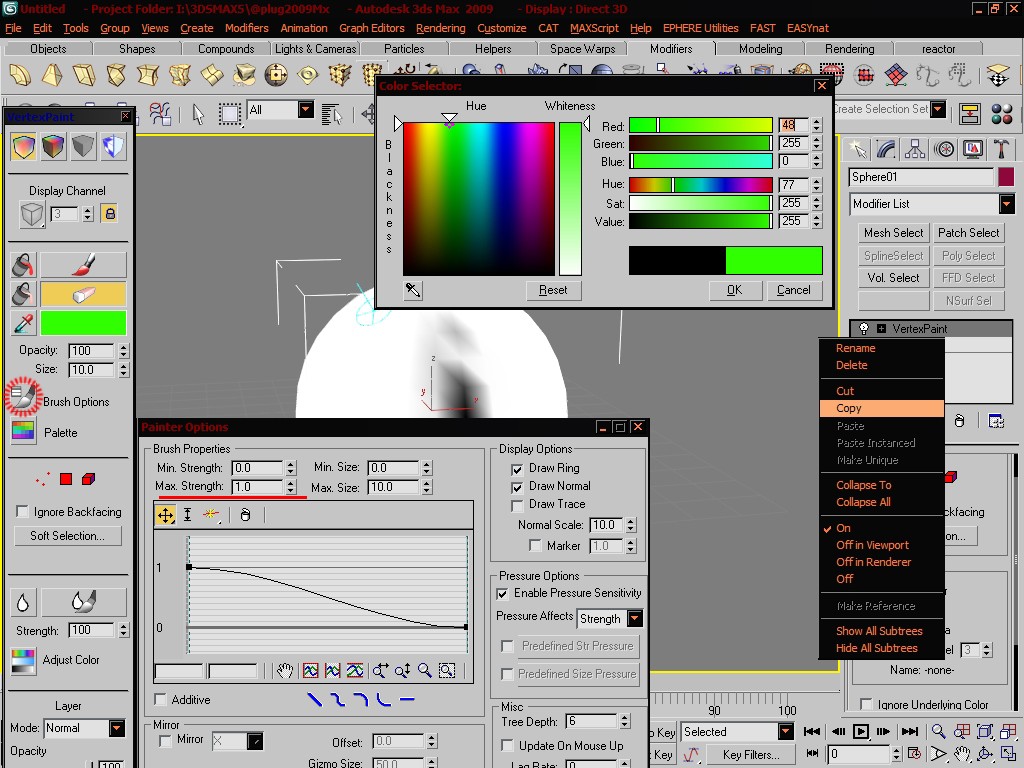 Untitled - Project Folder: I:\3DSMAX5\@plug2009Mx - Autodesk 3ds Max 2009 - Display : Direct 3D
File Edit Tools Group Views Create Modifiers Animation Graph Editors Rendering Customize CAT MAXScript Help EPHERE Utilities FAST EASYnat
Objects Shapes Compounds Lights & Cameras Particles Helpers Space Warps Modifiers Modeling Rendering reactor
All
Create Selection Set
VertexPaint
Display Channel
3
Opacity: 100
Size: 10.0
Brush Options
Palette
Ignore Backfacing
Soft Selection...
Strength: 100
Adjust Color
Layer
Mode: Normal
Opacity
100
Color Selector:
Hue Whiteness
Blackness
Red: 48
Green: 255
Blue: 0
Hue: 77
Sat: 255
Value: 255
Reset OK Cancel
z
y
x
Painter Options
Brush Properties
Min. Strength: 0.0 Min. Size: 0.0
Max. Strength: 1.0 Max. Size: 10.0
1
0
Additive
Mirror
Mirror X Offset: 0.0
Gizmo Size: 50.0
Display Options
Draw Ring
Draw Normal
Draw Trace
Normal Scale: 10.0
Marker 1.0
Pressure Options
Enable Pressure Sensitivity
Pressure Affects Strength
Predefined Str Pressure
Predefined Size Pressure
Misc
Tree Depth: 6
Update On Mouse Up
Lag Rate: 0
Sphere01
Modifier List
Mesh Select Patch Select
SplineSelect Poly Select
Vol. Select FFD Select
NSurf Sel
VertexPaint
Rename
Delete
Cut
Copy
Paste
Paste Instanced
Make Unique
Collapse To
Collapse All
On
Off in Viewport
Off in Renderer
Off
Make Reference
Show All Subtrees
Hide All Subtrees
cfacing
on...
el 3
Name: -none-
Ignore Underlying Color
90 100
o Key Selected
Key Key Filters... 0